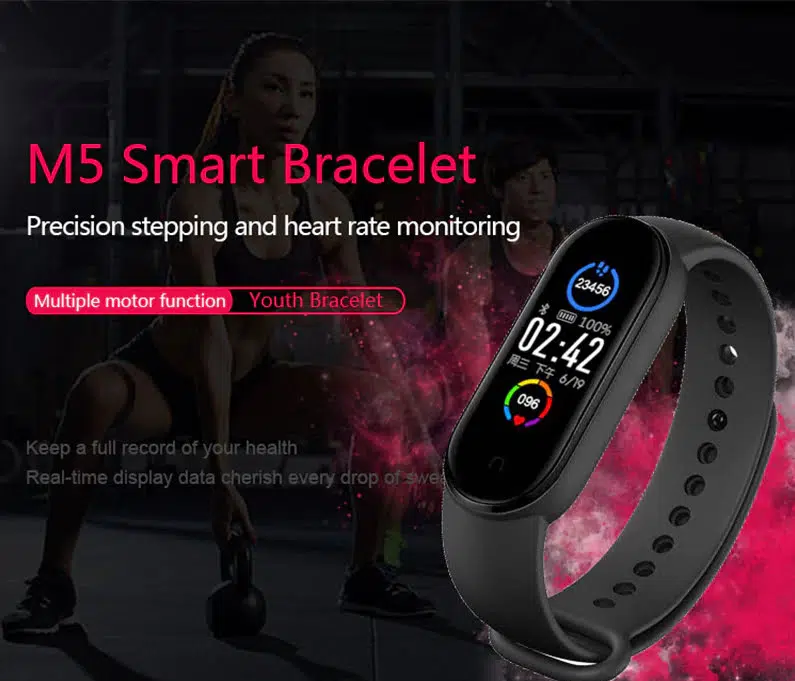 M5 Smart Bracelet
Precision stepping and heart rate monitoring
Multiple motor function Youth Bracelet
23456
100%
02:42
周三 下午 6/19
096
Keep a full record of your health
Real-time display data cherish every drop of